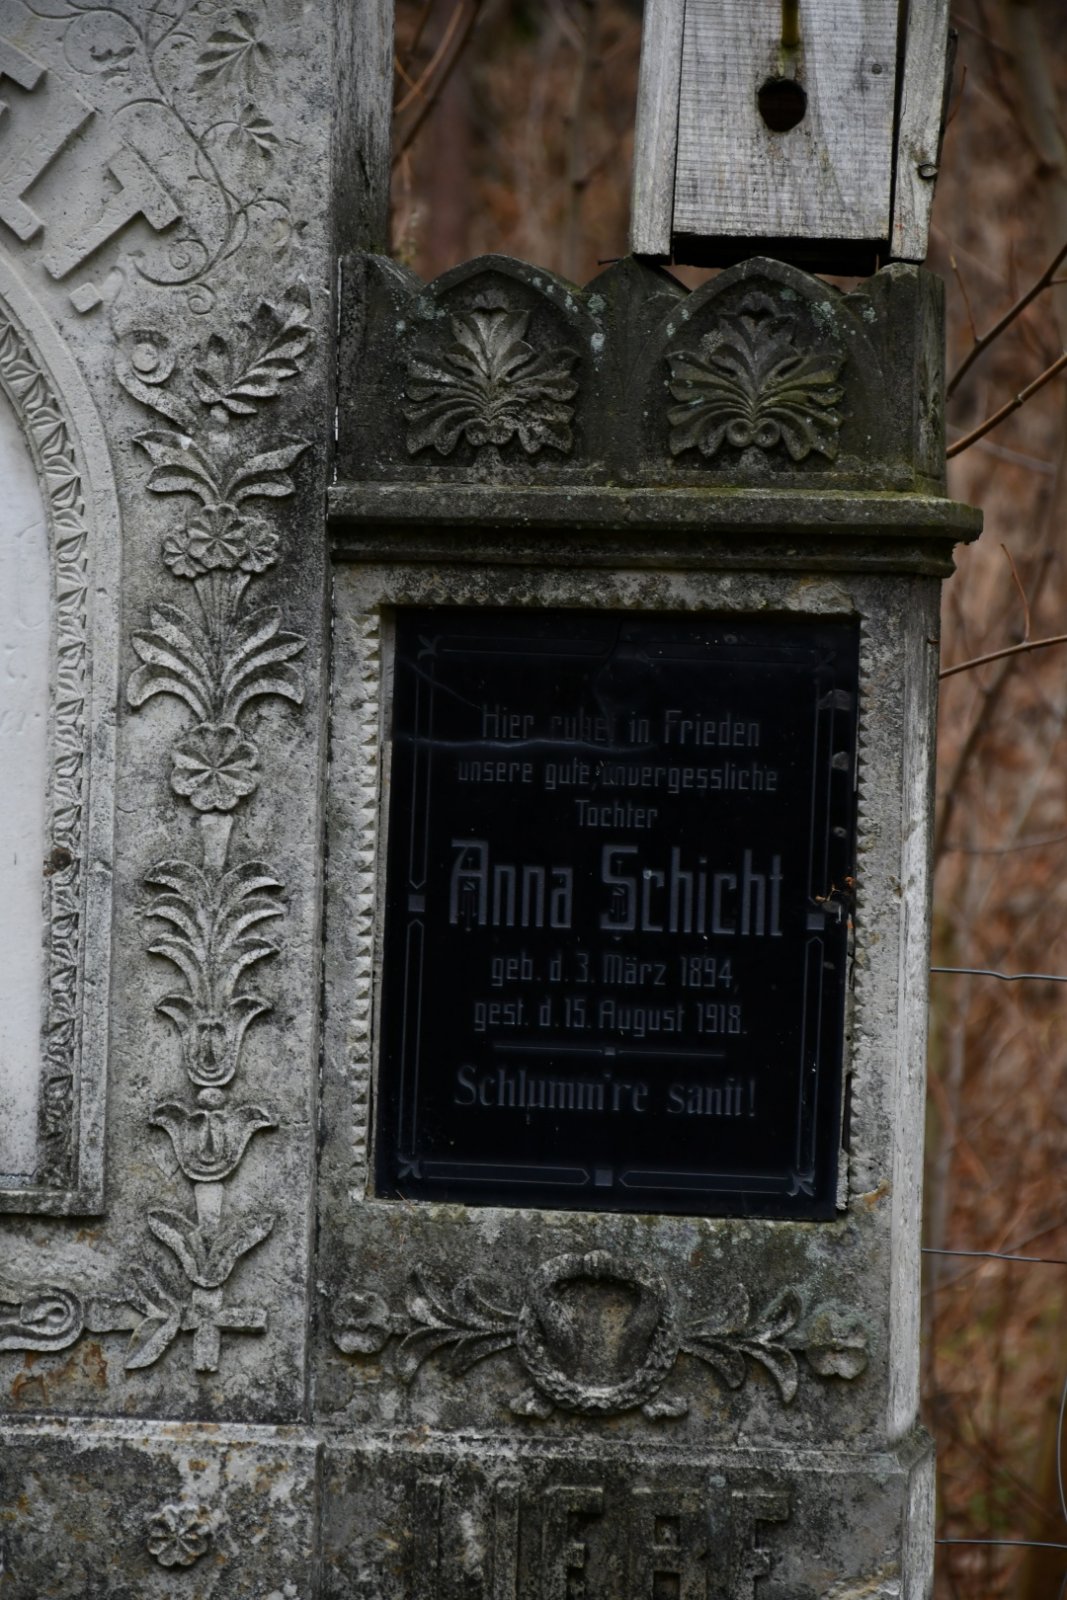 Hier ruhet in Frieden
unsere gute, unvergessliche
Tochter
Anna Schicht
geb. d. 3. März 1894,
gest. d. 15. August 1918.
Schlumm're sanft!
LIEBE